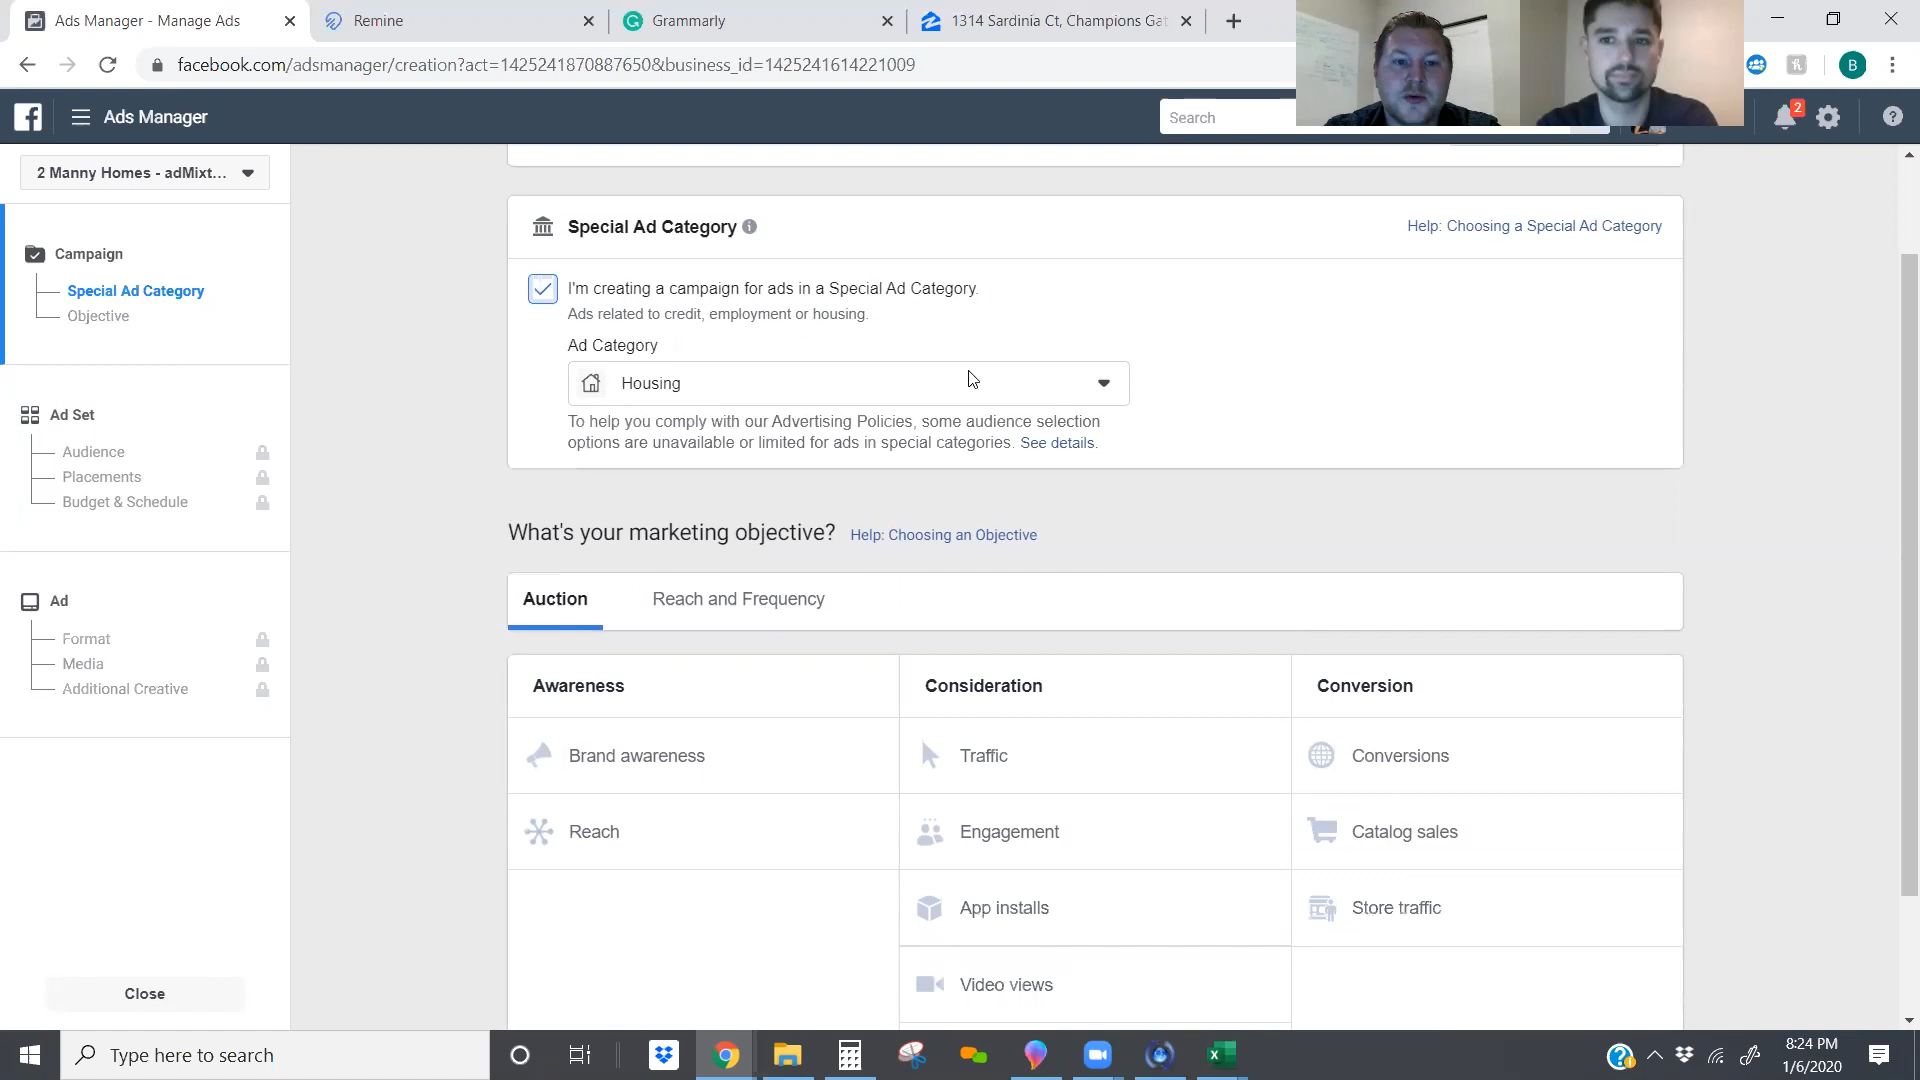 Ads Manager - Manage Ads
Remine
Grammarly
1314 Sardinia Ct, Champions Gat
facebook.com/adsmanager/creation?act=1425241870887650&business_id=1425241614221009
B
Ads Manager
Search
2
2 Manny Homes - adMixt...
Campaign
Special Ad Category
Objective
Ad Set
Audience
Placements
Budget & Schedule
Ad
Format
Media
Additional Creative
Close
Special Ad Category
Help: Choosing a Special Ad Category
I'm creating a campaign for ads in a Special Ad Category.
Ads related to credit, employment or housing.
Ad Category
Housing
To help you comply with our Advertising Policies, some audience selection
options are unavailable or limited for ads in special categories. See details.
What's your marketing objective? Help: Choosing an Objective
Auction
Reach and Frequency
Awareness
Consideration
Conversion
Brand awareness
Traffic
Conversions
Reach
Engagement
Catalog sales
App installs
Store traffic
Video views
Type here to search
8:24 PM
1/6/2020